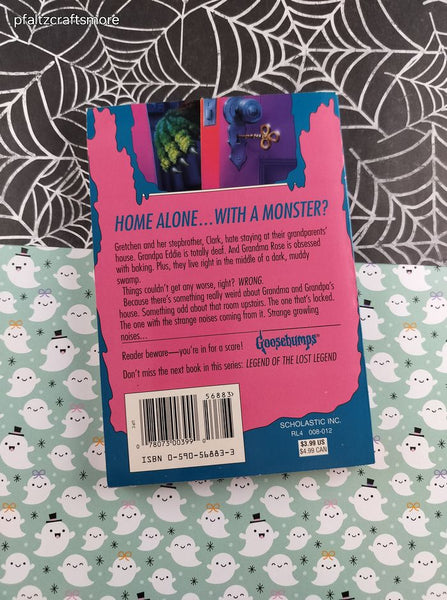 pfaltzcraftsmore
HOME ALONE...WITH A MONSTER?
Gretchen and her stepbrother, Clark, hate staying at their grandparents'
house. Grandpa Eddie is totally deaf. And Grandma Rose is obsessed
with baking. Plus, they live right in the middle of a dark, muddy
swamp.
Things couldn't get any worse, right? WRONG.
Because there's something really weird about Grandma and Grandpa's
house. Something odd about that room upstairs. The one that's locked.
The one with the strange noises coming from it. Strange growling
noises...
Reader beware—you're in for a scare! Goosebumps
Don't miss the next book in this series: LEGEND OF THE LOST LEGEND
56883
0 78073 00399
ISBN 0-590-56883-3
SCHOLASTIC INC.
RL4 008-012
$3.99 US
$4.99 CAN